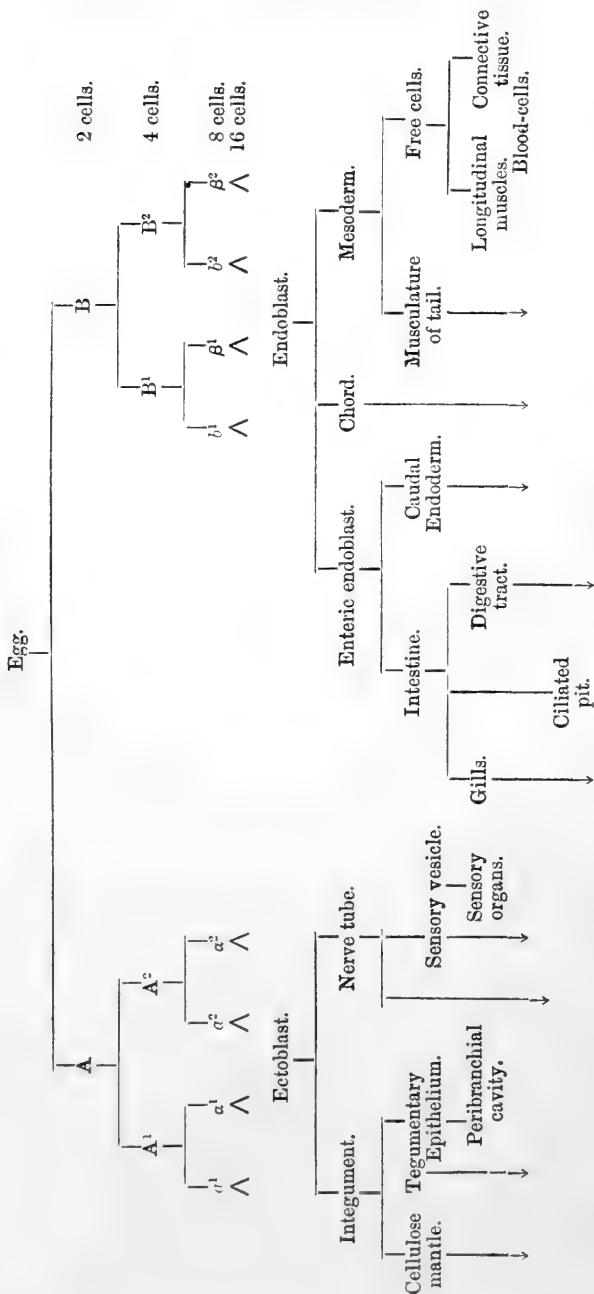 Egg.
A B 2 cells.
A¹ A² B¹ B² 4 cells.
a¹ α¹ a² α² b¹ β¹ b² β² 8 cells.
16 cells.
Ectoblast. Endoblast.
Integument. Nerve tube. Enteric endoblast. Chord. Mesoderm.
Cellulose mantle.
Tegumentary Epithelium.
Peribranchial cavity.
Sensory vesicle.
Sensory organs.
Intestine.
Caudal Endoderm.
Musculature of tail.
Free cells.
Gills.
Ciliated pit.
Digestive tract.
Longitudinal muscles.
Connective tissue.
Blood-cells.